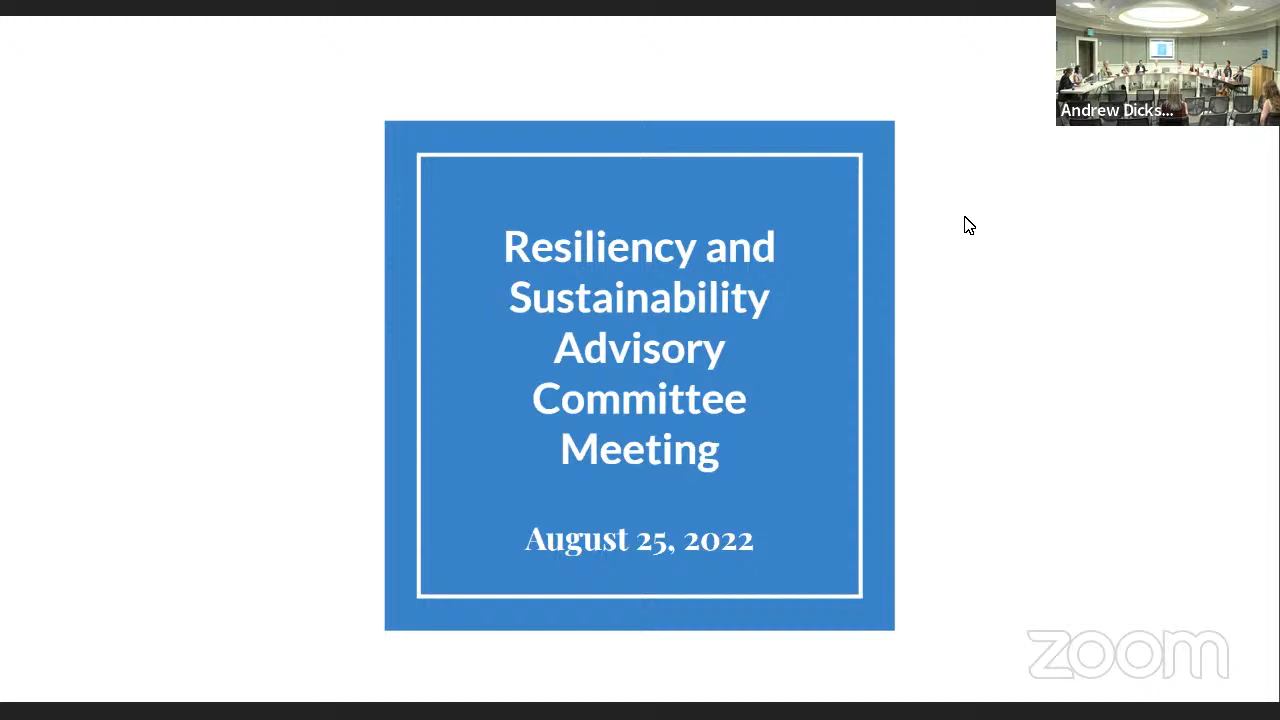 Andrew Dicks...
Resiliency and
Sustainability
Advisory
Committee
Meeting
August 25, 2022
zoom